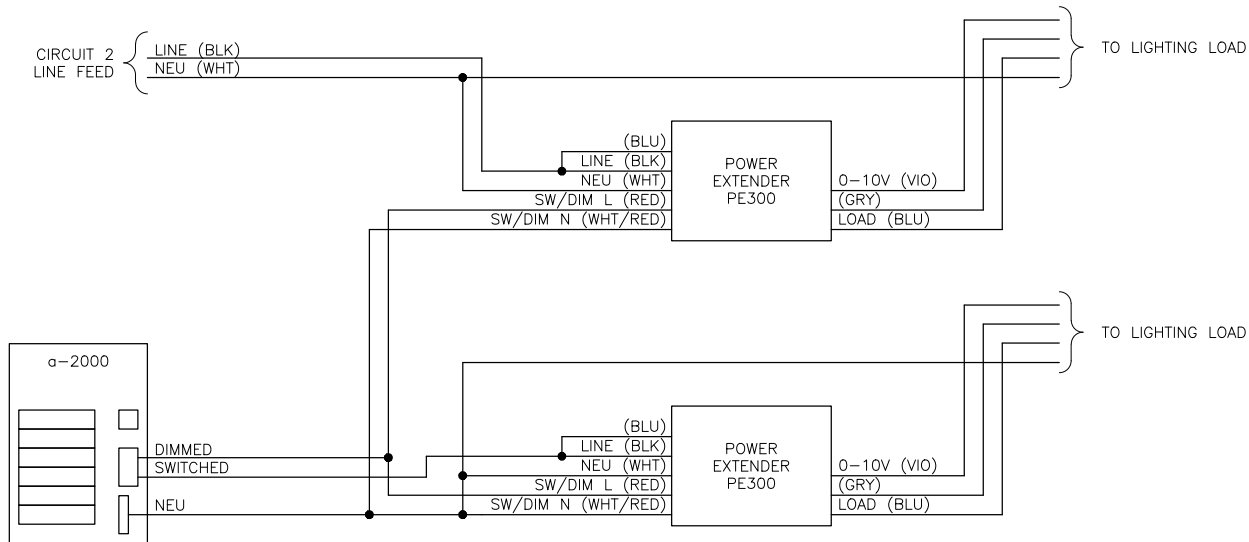 CIRCUIT 2
LINE FEED
LINE (BLK)
NEU (WHT)
TO LIGHTING LOAD
(BLU)
LINE (BLK)
NEU (WHT)
SW/DIM L (RED)
SW/DIM N (WHT/RED)
POWER
EXTENDER
PE300
0-10V (VIO)
(GRY)
LOAD (BLU)
TO LIGHTING LOAD
a-2000
DIMMED
SWITCHED
NEU
(BLU)
LINE (BLK)
NEU (WHT)
SW/DIM L (RED)
SW/DIM N (WHT/RED)
POWER
EXTENDER
PE300
0-10V (VIO)
(GRY)
LOAD (BLU)